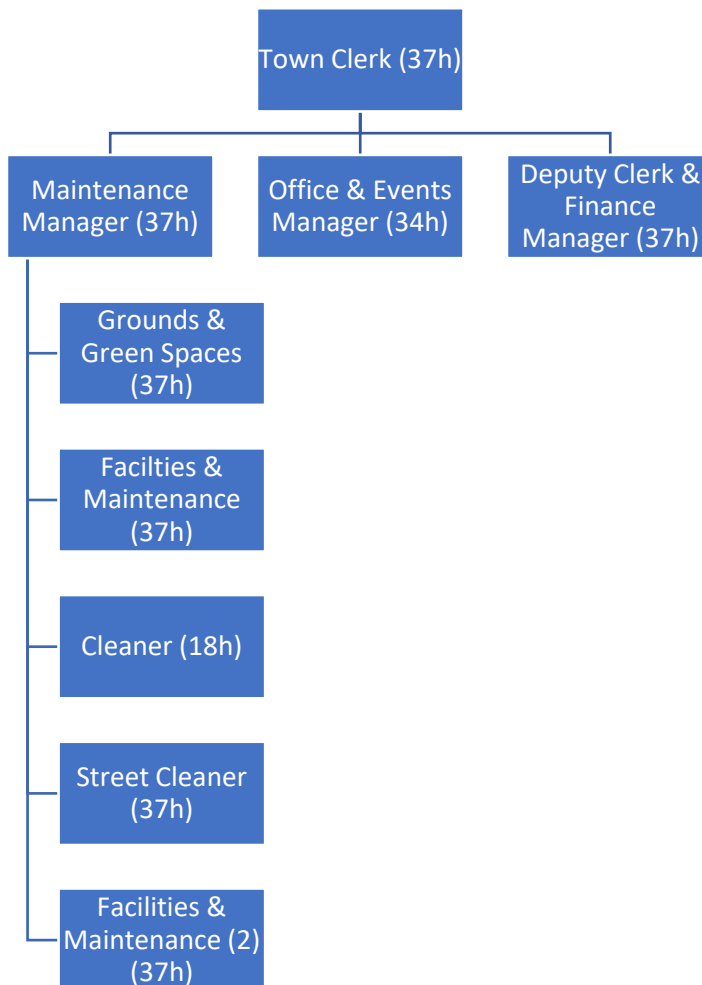 Town Clerk (37h)
Maintenance
Manager (37h)
Office & Events
Manager (34h)
Deputy Clerk &
Finance
Manager (37h)
Grounds &
Green Spaces
(37h)
Facilties &
Maintenance
(37h)
Cleaner (18h)
Street Cleaner
(37h)
Facilities &
Maintenance (2)
(37h)